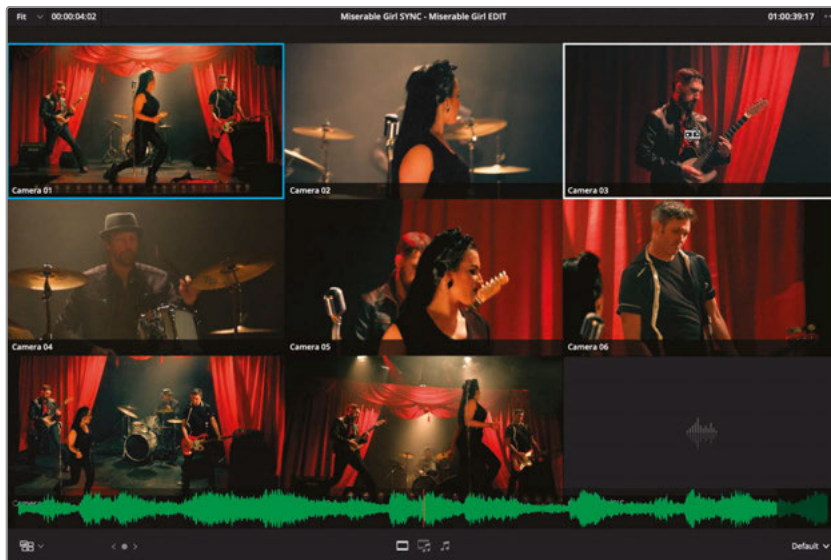 Fit 00:00:04:02 Miserable Girl SYNC - Miserable Girl EDIT 01:00:39:17
Camera 01 Camera 02 Camera 03
Camera 04 Camera 05 Camera 06
Default